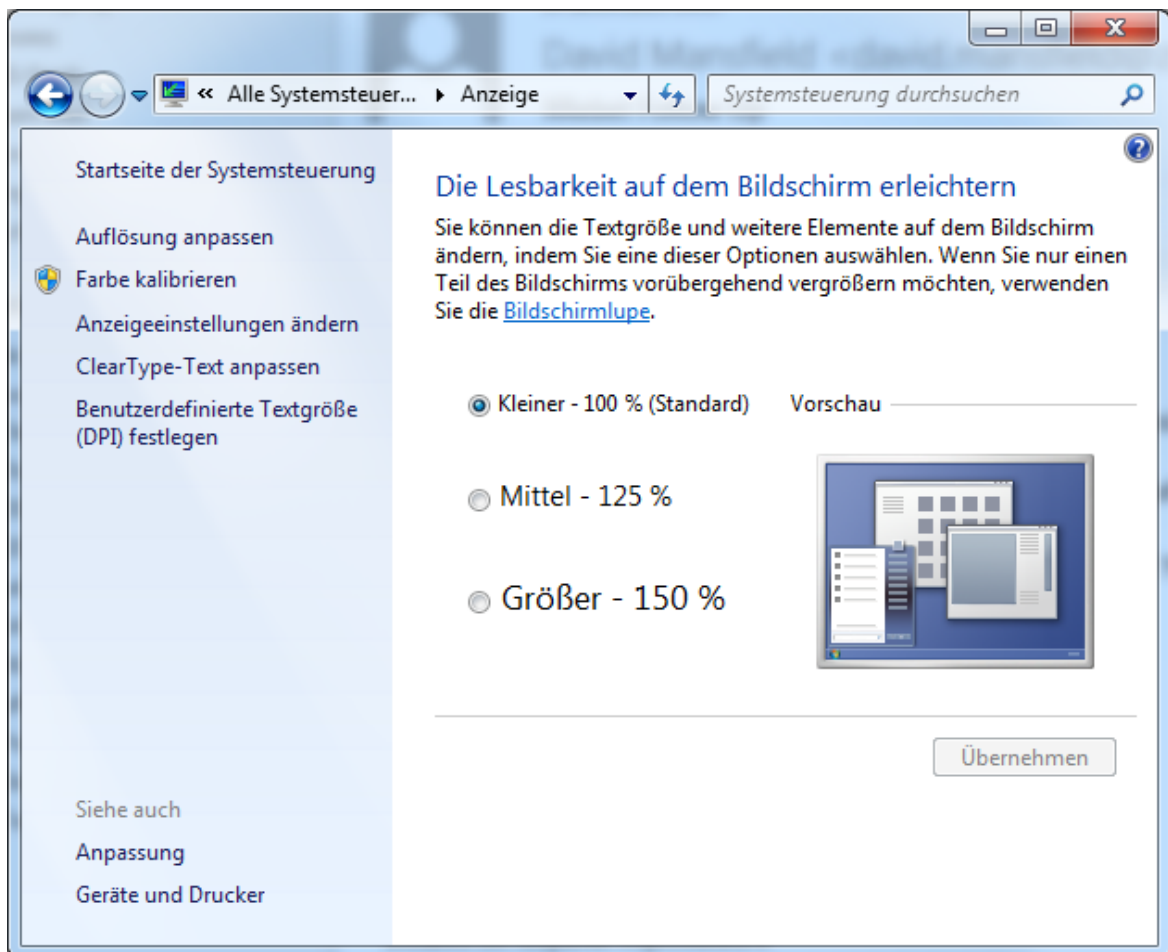 Alle Systemsteuer... Anzeige
Systemsteuerung durchsuchen
Startseite der Systemsteuerung
Auflösung anpassen
Farbe kalibrieren
Anzeigeeinstellungen ändern
ClearType-Text anpassen
Benutzerdefinierte Textgröße
(DPI) festlegen
Siehe auch
Anpassung
Geräte und Drucker
Die Lesbarkeit auf dem Bildschirm erleichtern
Sie können die Textgröße und weitere Elemente auf dem Bildschirm
ändern, indem Sie eine dieser Optionen auswählen. Wenn Sie nur einen
Teil des Bildschirms vorübergehend vergrößern möchten, verwenden
Sie die Bildschirmlupe.
Kleiner - 100 % (Standard)
Vorschau
Mittel - 125 %
Größer - 150 %
Übernehmen